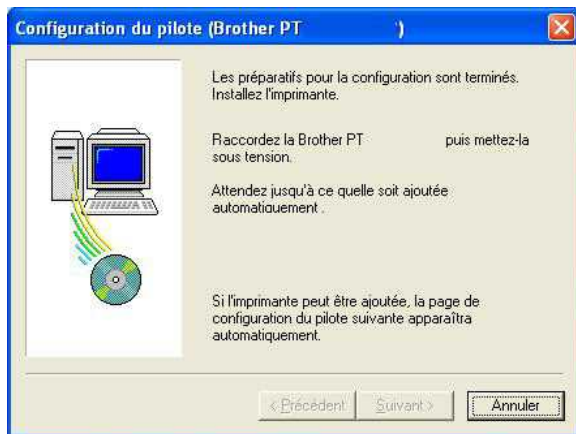 Configuration du pilote (Brother PT )
Les préparatifs pour la configuration sont terminés.
Installez l'imprimante.
Raccordez la Brother PT puis mettez-la
sous tension.
Attendez jusqu'à ce quelle soit ajoutée
automatiquement .
Si l'imprimante peut être ajoutée, la page de
configuration du pilote suivante apparaîtra
automatiquement.
< Précédent Suivant > Annuler